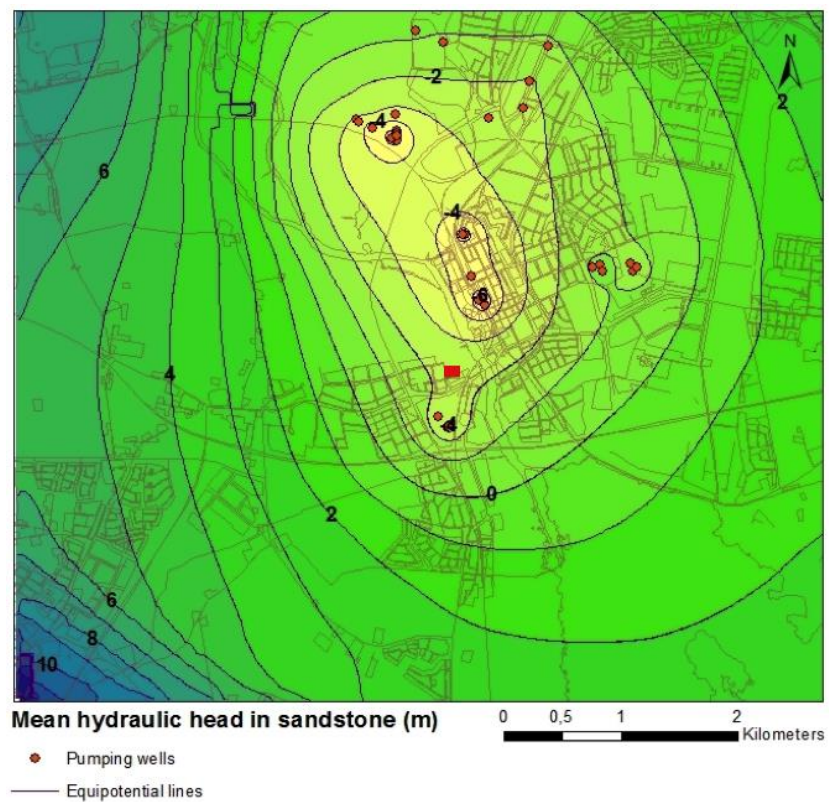 N
-2
2
-4
6
-4
-6
4
-4
0
2
6
8
10
Mean hydraulic head in sandstone (m)
0 0,5 1 2
Kilometers
Pumping wells
Equipotential lines